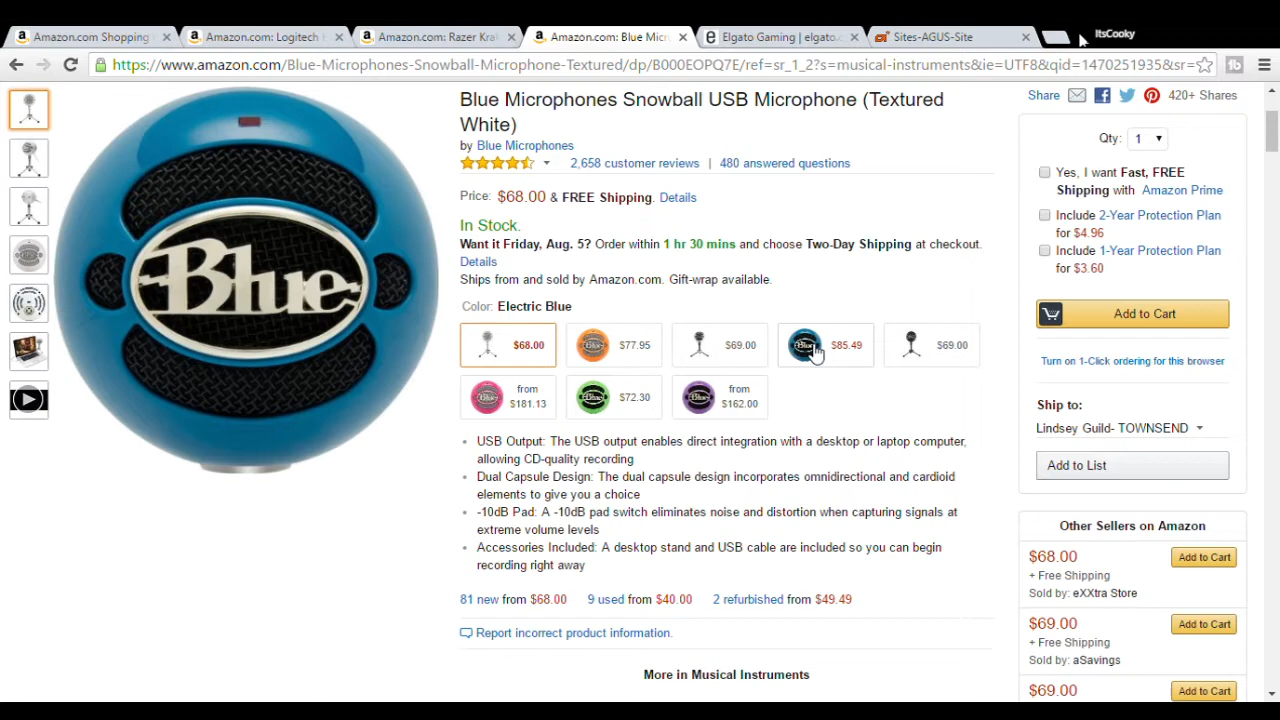 Amazon.com Shopping
Amazon.com: Logitech
Amazon.com: Razer Kra
Amazon.com: Blue Micr
Elgato Gaming | elgato.c
Sites-AGUS-Site
ItsCooky
https://www.amazon.com/Blue-Microphones-Snowball-Microphone-Textured/dp/B000EOPQ7E/ref=sr_1_2?s=musical-instruments&ie=UTF8&qid=1470251935&sr=
Blue Microphones Snowball USB Microphone (Textured
White)
by Blue Microphones
2,658 customer reviews | 480 answered questions
Price: $68.00 & FREE Shipping. Details
In Stock.
Want it Friday, Aug. 5? Order within 1 hr 30 mins and choose Two-Day Shipping at checkout.
Details
Ships from and sold by Amazon.com. Gift-wrap available.
Color: Electric Blue
$68.00
$77.95
$69.00
Blue
$85.49
$69.00
from
$181.13
$72.30
from
$162.00
Blue
USB Output: The USB output enables direct integration with a desktop or laptop computer,
allowing CD-quality recording
Dual Capsule Design: The dual capsule design incorporates omnidirectional and cardioid
elements to give you a choice
-10dB Pad: A -10dB pad switch eliminates noise and distortion when capturing signals at
extreme volume levels
Accessories Included: A desktop stand and USB cable are included so you can begin
recording right away
81 new from $68.00 9 used from $40.00 2 refurbished from $49.49
Report incorrect product information.
More in Musical Instruments
Share 420+ Shares
Qty: 1
Yes, I want Fast, FREE
Shipping with Amazon Prime
Include 2-Year Protection Plan
for $4.96
Include 1-Year Protection Plan
for $3.60
Add to Cart
Turn on 1-Click ordering for this browser
Ship to:
Lindsey Guild- TOWNSEND
Add to List
Other Sellers on Amazon
$68.00 Add to Cart
+ Free Shipping
Sold by: eXXtra Store
$69.00 Add to Cart
+ Free Shipping
Sold by: aSavings
$69.00 Add to Cart